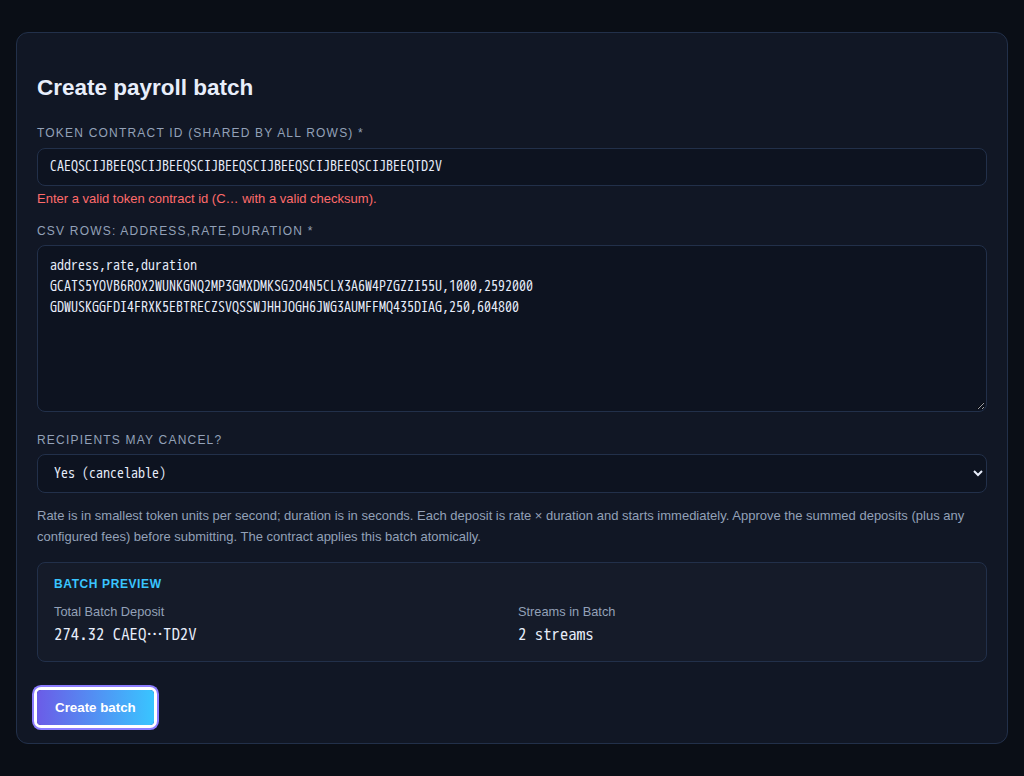 Create payroll batch
TOKEN CONTRACT ID (SHARED BY ALL ROWS) *
CAEQSCIJBEEQSCIJBEEQSCIJBEEQSCIJBEEQSCIJBEEQSCIJBEEQTD2V
Enter a valid token contract id (C… with a valid checksum).
CSV ROWS: ADDRESS,RATE,DURATION *
address,rate,duration
GCATS5YOVB6ROX2WUNKGNQ2MP3GMXDMKSG2O4N5CLX3A6W4PZGZZI55U,1000,2592000
GDWUSKGGFDI4FRXK5EBTRECZSVQSSWJHHJOGH6JWG3AUMFFMQ435DIAG,250,604800
RECIPIENTS MAY CANCEL?
Yes (cancelable)
Rate is in smallest token units per second; duration is in seconds. Each deposit is rate × duration and starts immediately. Approve the summed deposits (plus any
configured fees) before submitting. The contract applies this batch atomically.
BATCH PREVIEW
Total Batch Deposit
274.32 CAEQ…TD2V
Streams in Batch
2 streams
Create batch